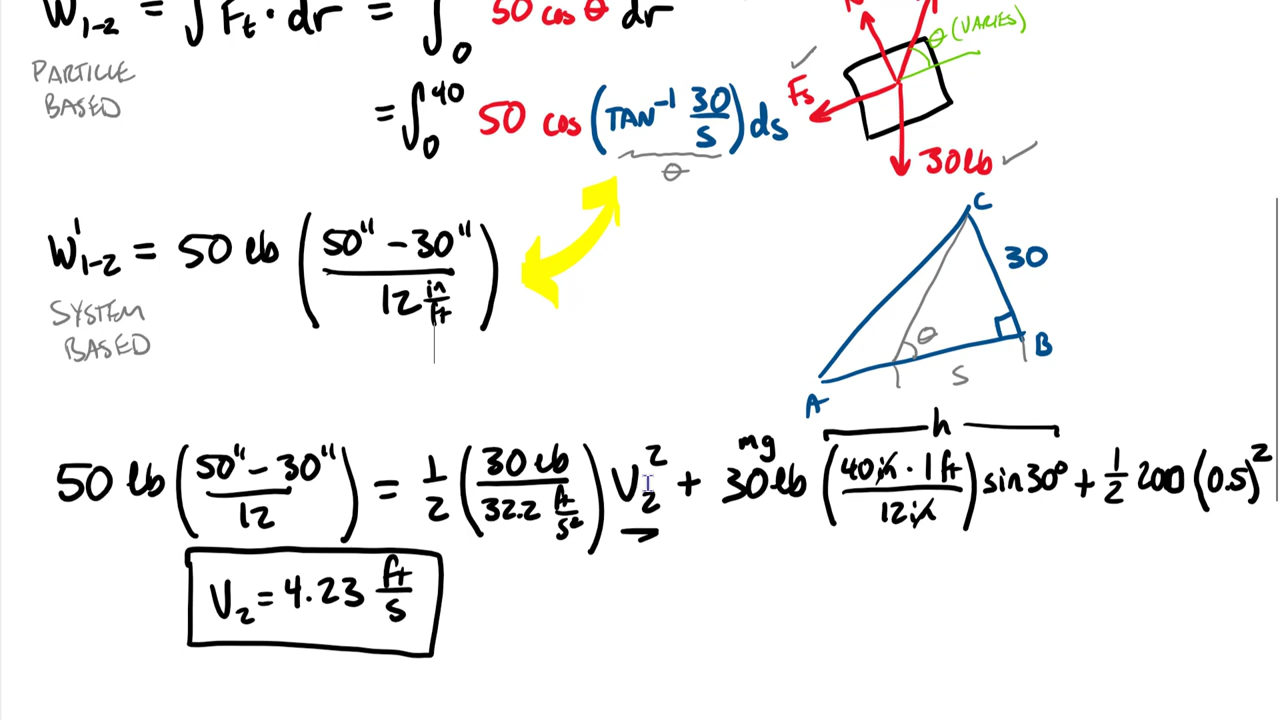 W₁₋₂ = ∫ Fₜ · dr = ∫₀ 50 cos θ dr
PARTICLE
BASED
= ∫₀⁴⁰ 50 cos (TAN⁻¹ 30/s) ds
θ
N
θ (VARIES)
Fs
30 lb
W'₁₋₂ = 50 lb ((50" - 30") / (12 in/ft))
SYSTEM
BASED
C
30
θ
B
S
A
h
mg
50 lb ((50" - 30") / 12) = 1/2 (30 lb / (32.2 ft/s²)) V₂² + 30 lb ((40 in · 1 ft) / (12 in)) sin 30° + 1/2 200 (0.5)²
V₂ = 4.23 ft/s